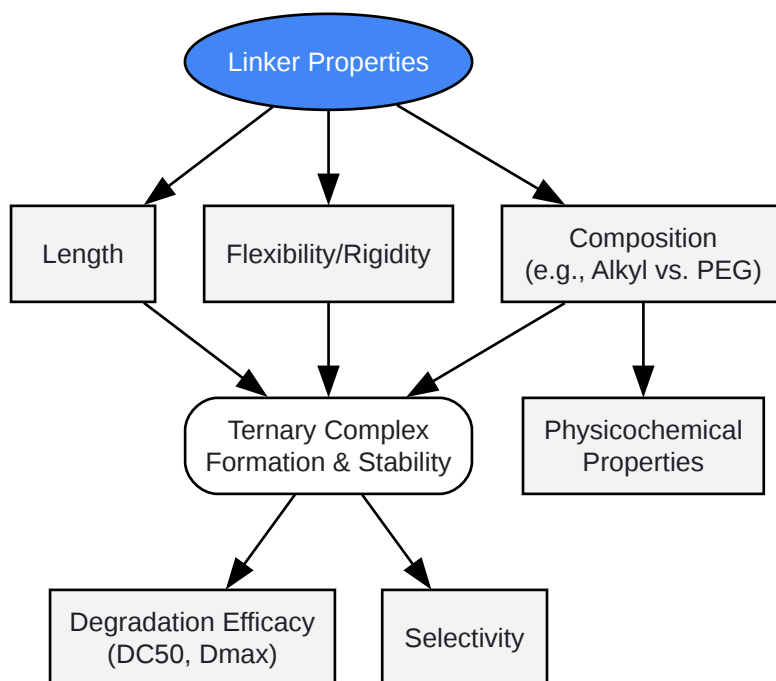 Linker Properties
Length
Flexibility/Rigidity
Composition
(e.g., Alkyl vs. PEG)
Ternary Complex
Formation & Stability
Physicochemical
Properties
Degradation Efficacy
(DC50, Dmax)
Selectivity